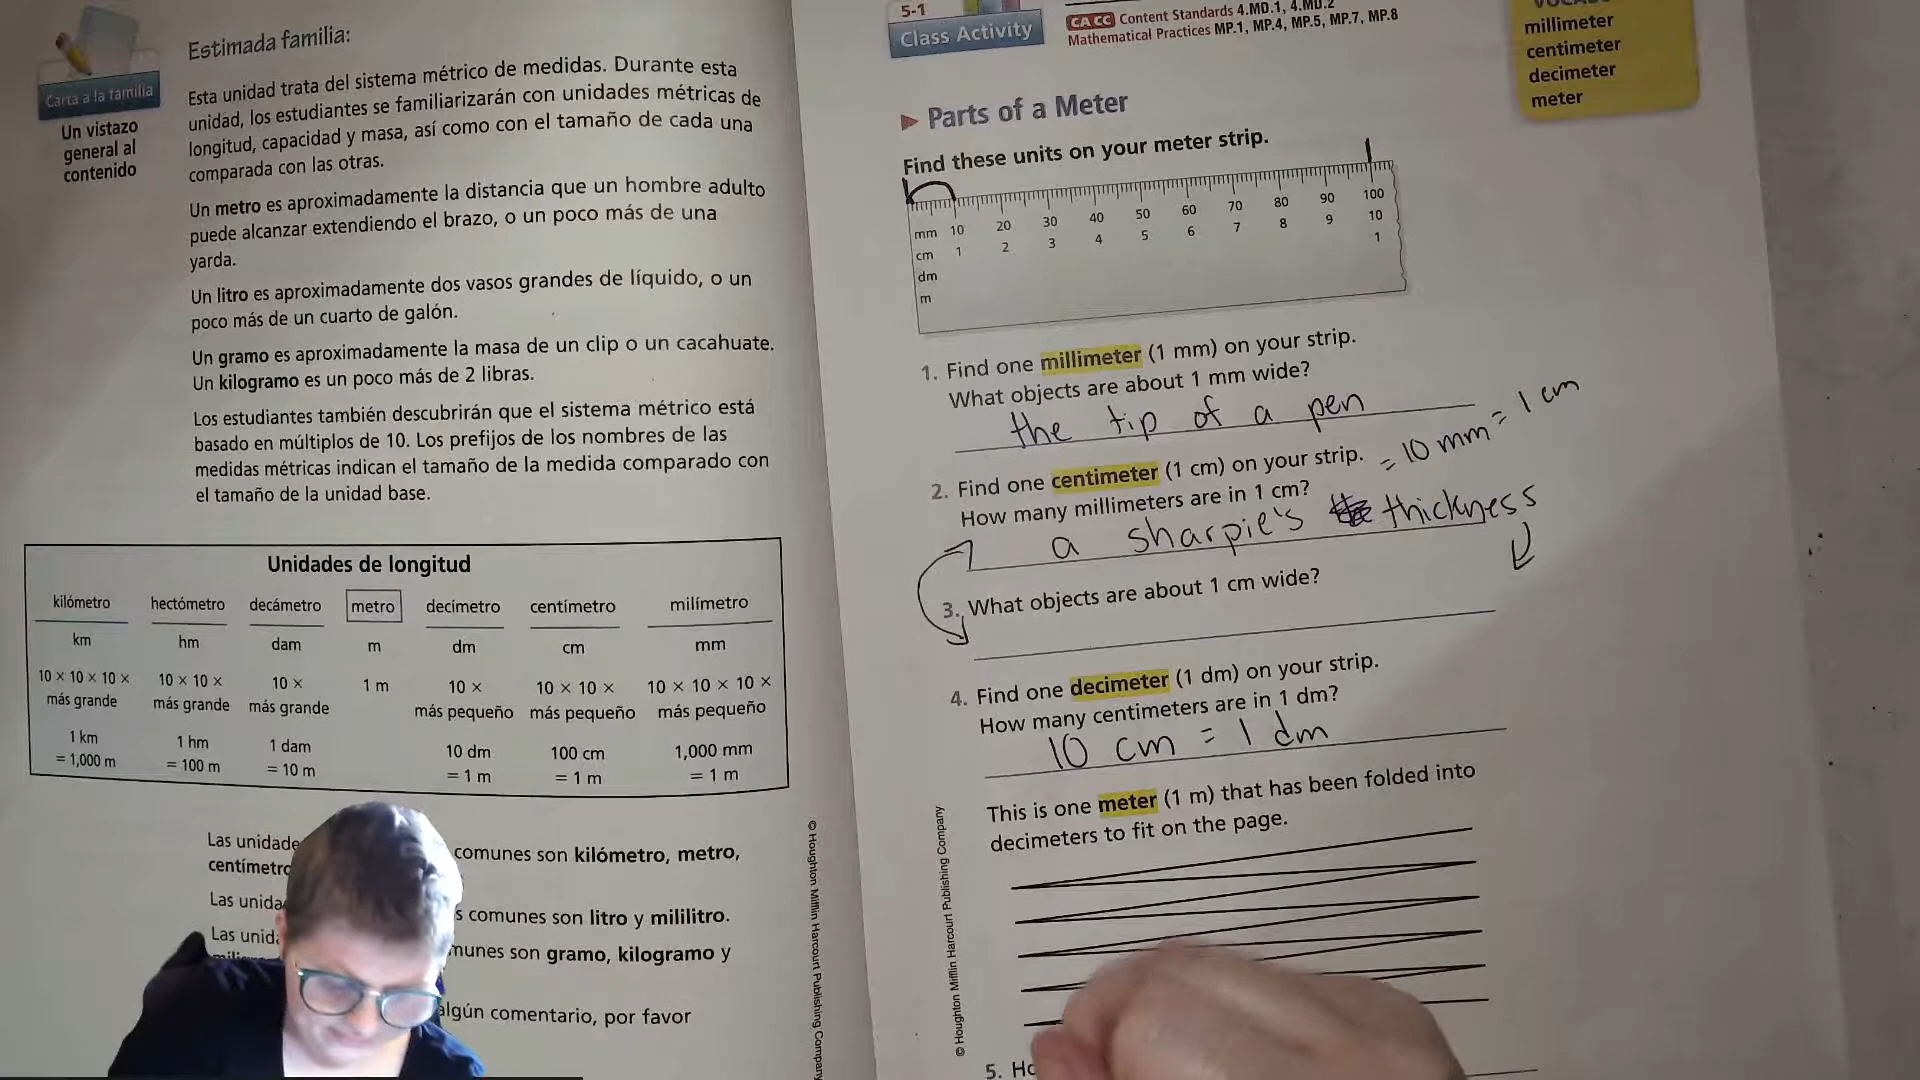 Carta a la familia
Un vistazo
general al
contenido
Estimada familia:
Esta unidad trata del sistema métrico de medidas. Durante esta
unidad, los estudiantes se familiarizarán con unidades métricas de
longitud, capacidad y masa, así como con el tamaño de cada una
comparada con las otras.
Un metro es aproximadamente la distancia que un hombre adulto
puede alcanzar extendiendo el brazo, o un poco más de una
yarda.
Un litro es aproximadamente dos vasos grandes de líquido, o un
poco más de un cuarto de galón.
Un gramo es aproximadamente la masa de un clip o un cacahuate.
Un kilogramo es un poco más de 2 libras.
Los estudiantes también descubrirán que el sistema métrico está
basado en múltiplos de 10. Los prefijos de los nombres de las
medidas métricas indican el tamaño de la medida comparado con
el tamaño de la unidad base.
Unidades de longitud
kilómetro hectómetro decámetro metro decímetro centímetro milímetro
km hm dam m dm cm mm
10 × 10 × 10 × 10 × 10 × 10 × 1 m 10 × 10 × 10 × 10 × 10 × 10 ×
más grande más grande más grande más pequeño más pequeño más pequeño
1 km 1 hm 1 dam 10 dm 100 cm 1,000 mm
= 1,000 m = 100 m = 10 m = 1 m = 1 m = 1 m
Las comunes son kilómetro, metro,
Las comunes son litro y mililitro.
Las son gramo, kilogramo y
algún comentario, por favor
© Houghton Mifflin Harcourt Publishing Company
5-1
Class Activity
CA CC Content Standards 4.MD.1, 4.MD.2
Mathematical Practices MP.1, MP.4, MP.5, MP.7, MP.8
millimeter
centimeter
decimeter
meter
Parts of a Meter
Find these units on your meter strip.
mm 10 20 30 40 50 60 70 80 90 100
cm 1 2 3 4 5 6 7 8 9 10
dm 1
m
1. Find one millimeter (1 mm) on your strip.
What objects are about 1 mm wide?
the tip of a pen
2. Find one centimeter (1 cm) on your strip. = 10 mm = 1 cm
How many millimeters are in 1 cm?
a sharpie's thickness
3. What objects are about 1 cm wide?
4. Find one decimeter (1 dm) on your strip.
How many centimeters are in 1 dm?
10 cm = 1 dm
This is one meter (1 m) that has been folded into
decimeters to fit on the page.
5.
© Houghton Mifflin Harcourt Publishing Company